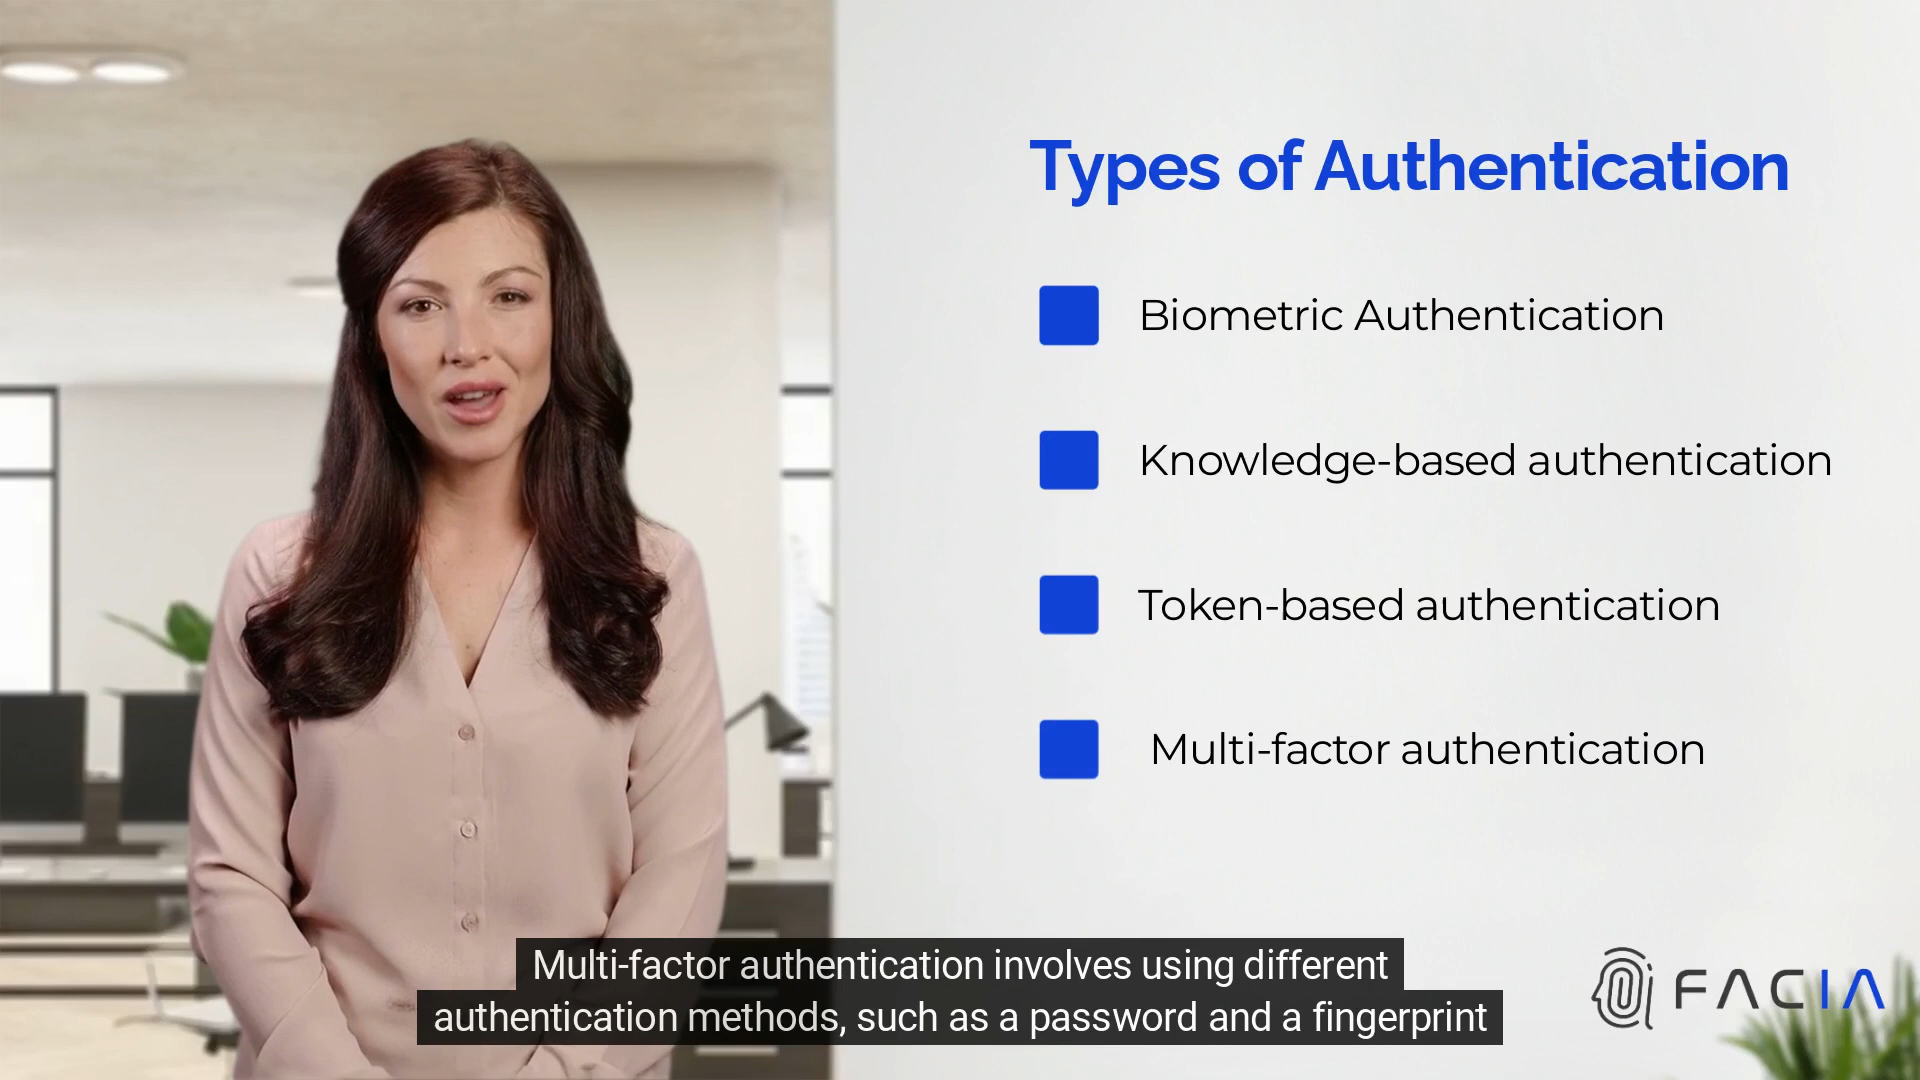 Types of Authentication
Biometric Authentication
Knowledge-based authentication
Token-based authentication
Multi-factor authentication
Multi-factor authentication involves using different
authentication methods, such as a password and a fingerprint
FACIA